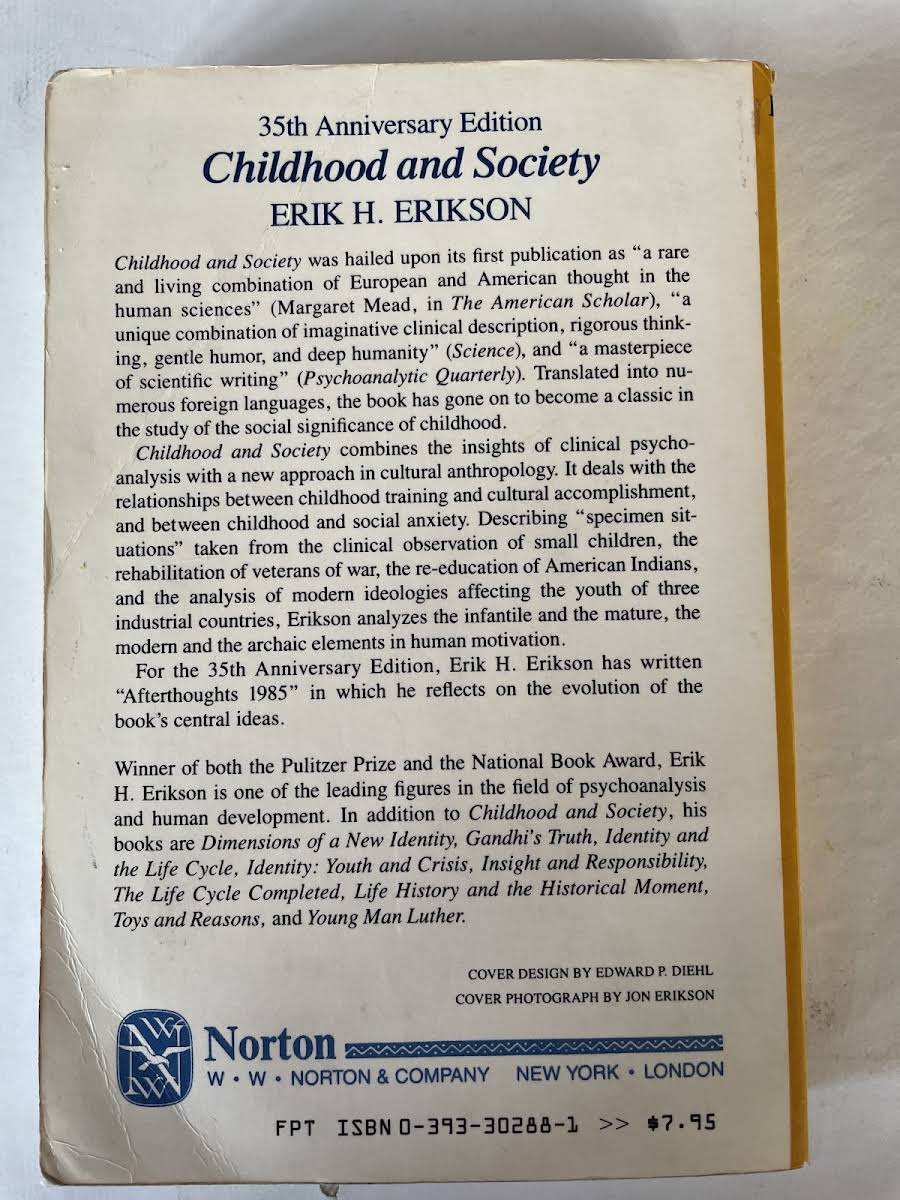 35th Anniversary Edition
Childhood and Society
ERIK H. ERIKSON
Childhood and Society was hailed upon its first publication as “a rare
and living combination of European and American thought in the
human sciences” (Margaret Mead, in The American Scholar), “a
unique combination of imaginative clinical description, rigorous think-
ing, gentle humor, and deep humanity” (Science), and “a masterpiece
of scientific writing” (Psychoanalytic Quarterly). Translated into nu-
merous foreign languages, the book has gone on to become a classic in
the study of the social significance of childhood.
Childhood and Society combines the insights of clinical psycho-
analysis with a new approach in cultural anthropology. It deals with the
relationships between childhood training and cultural accomplishment,
and between childhood and social anxiety. Describing “specimen sit-
uations” taken from the clinical observation of small children, the
rehabilitation of veterans of war, the re-education of American Indians,
and the analysis of modern ideologies affecting the youth of three
industrial countries, Erikson analyzes the infantile and the mature, the
modern and the archaic elements in human motivation.
For the 35th Anniversary Edition, Erik H. Erikson has written
“Afterthoughts 1985” in which he reflects on the evolution of the
book’s central ideas.
Winner of both the Pulitzer Prize and the National Book Award, Erik
H. Erikson is one of the leading figures in the field of psychoanalysis
and human development. In addition to Childhood and Society, his
books are Dimensions of a New Identity, Gandhi’s Truth, Identity and
the Life Cycle, Identity: Youth and Crisis, Insight and Responsibility,
The Life Cycle Completed, Life History and the Historical Moment,
Toys and Reasons, and Young Man Luther.
COVER DESIGN BY EDWARD P. DIEHL
COVER PHOTOGRAPH BY JON ERIKSON
Norton
W • W • NORTON & COMPANY NEW YORK • LONDON
FPT ISBN 0-393-30288-1 >> $7.95